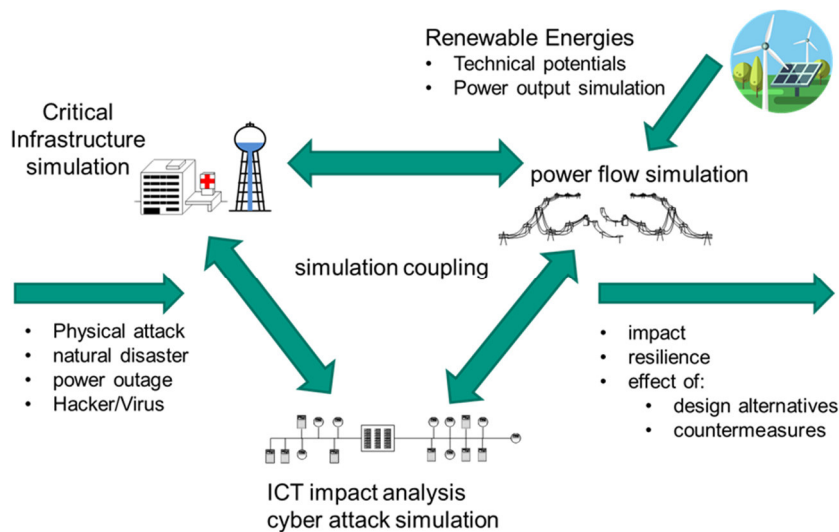 Renewable Energies
• Technical potentials
• Power output simulation
Critical
Infrastructure
simulation
power flow simulation
simulation coupling
• Physical attack
• natural disaster
• power outage
• Hacker/Virus
• impact
• resilience
• effect of:
• design alternatives
• countermeasures
ICT impact analysis
cyber attack simulation